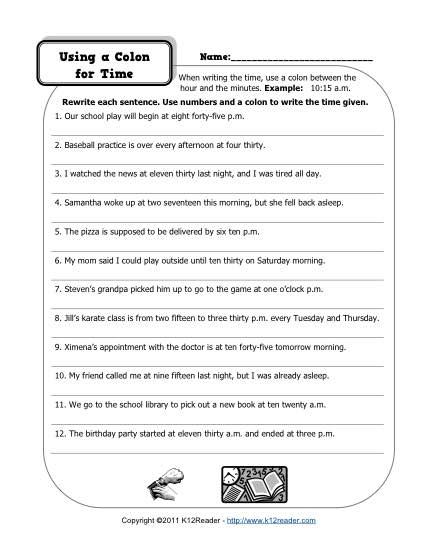 Using a Colon
for Time
Name:___________________________
When writing the time, use a colon between the
hour and the minutes. Example: 10:15 a.m.
Rewrite each sentence. Use numbers and a colon to write the time given.
1. Our school play will begin at eight forty-five p.m.
2. Baseball practice is over every afternoon at four thirty.
3. I watched the news at eleven thirty last night, and I was tired all day.
4. Samantha woke up at two seventeen this morning, but she fell back asleep.
5. The pizza is supposed to be delivered by six ten p.m.
6. My mom said I could play outside until ten thirty on Saturday morning.
7. Steven's grandpa picked him up to go to the game at one o'clock p.m.
8. Jill's karate class is from two fifteen to three thirty p.m. every Tuesday and Thursday.
9. Ximena's appointment with the doctor is at ten forty-five tomorrow morning.
10. My friend called me at nine fifteen last night, but I was already asleep.
11. We go to the school library to pick out a new book at ten twenty a.m.
12. The birthday party started at eleven thirty a.m. and ended at three p.m.
Copyright ©2011 K12Reader - http://www.k12reader.com